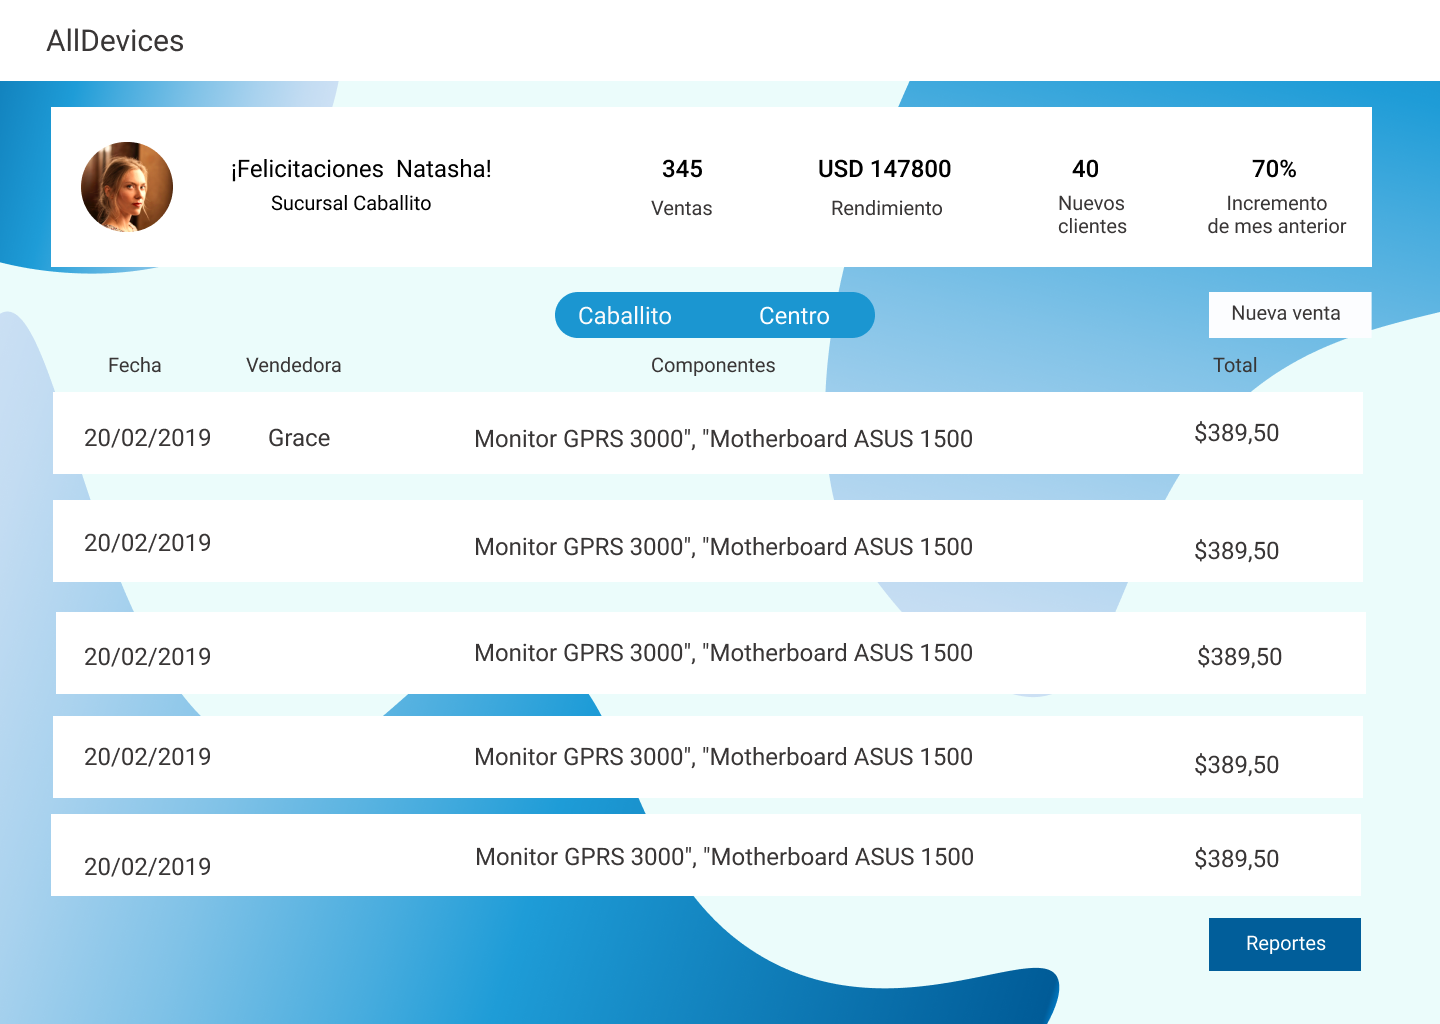 AllDevices
¡Felicitaciones  Natasha!
Sucursal Caballito
345
Ventas
USD 147800
Rendimiento
40
Nuevos
clientes
70%
Incremento
de mes anterior
Caballito
Centro
Nueva venta
Fecha
Vendedora
Componentes
Total
20/02/2019
Grace
Monitor GPRS 3000", "Motherboard ASUS 1500
$389,50
20/02/2019
Monitor GPRS 3000", "Motherboard ASUS 1500
$389,50
20/02/2019
Monitor GPRS 3000", "Motherboard ASUS 1500
$389,50
20/02/2019
Monitor GPRS 3000", "Motherboard ASUS 1500
$389,50
20/02/2019
Monitor GPRS 3000", "Motherboard ASUS 1500
$389,50
Reportes